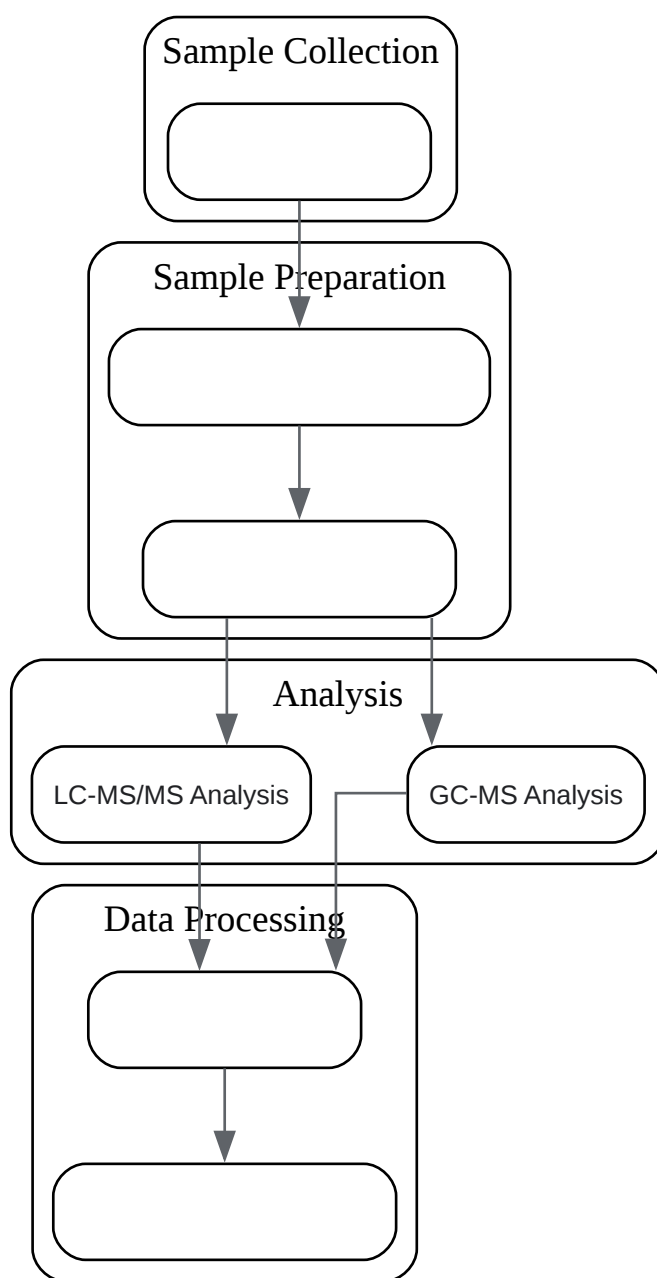 Sample Collection
Sample Preparation
Analysis
LC-MS/MS Analysis
GC-MS Analysis
Data Processing